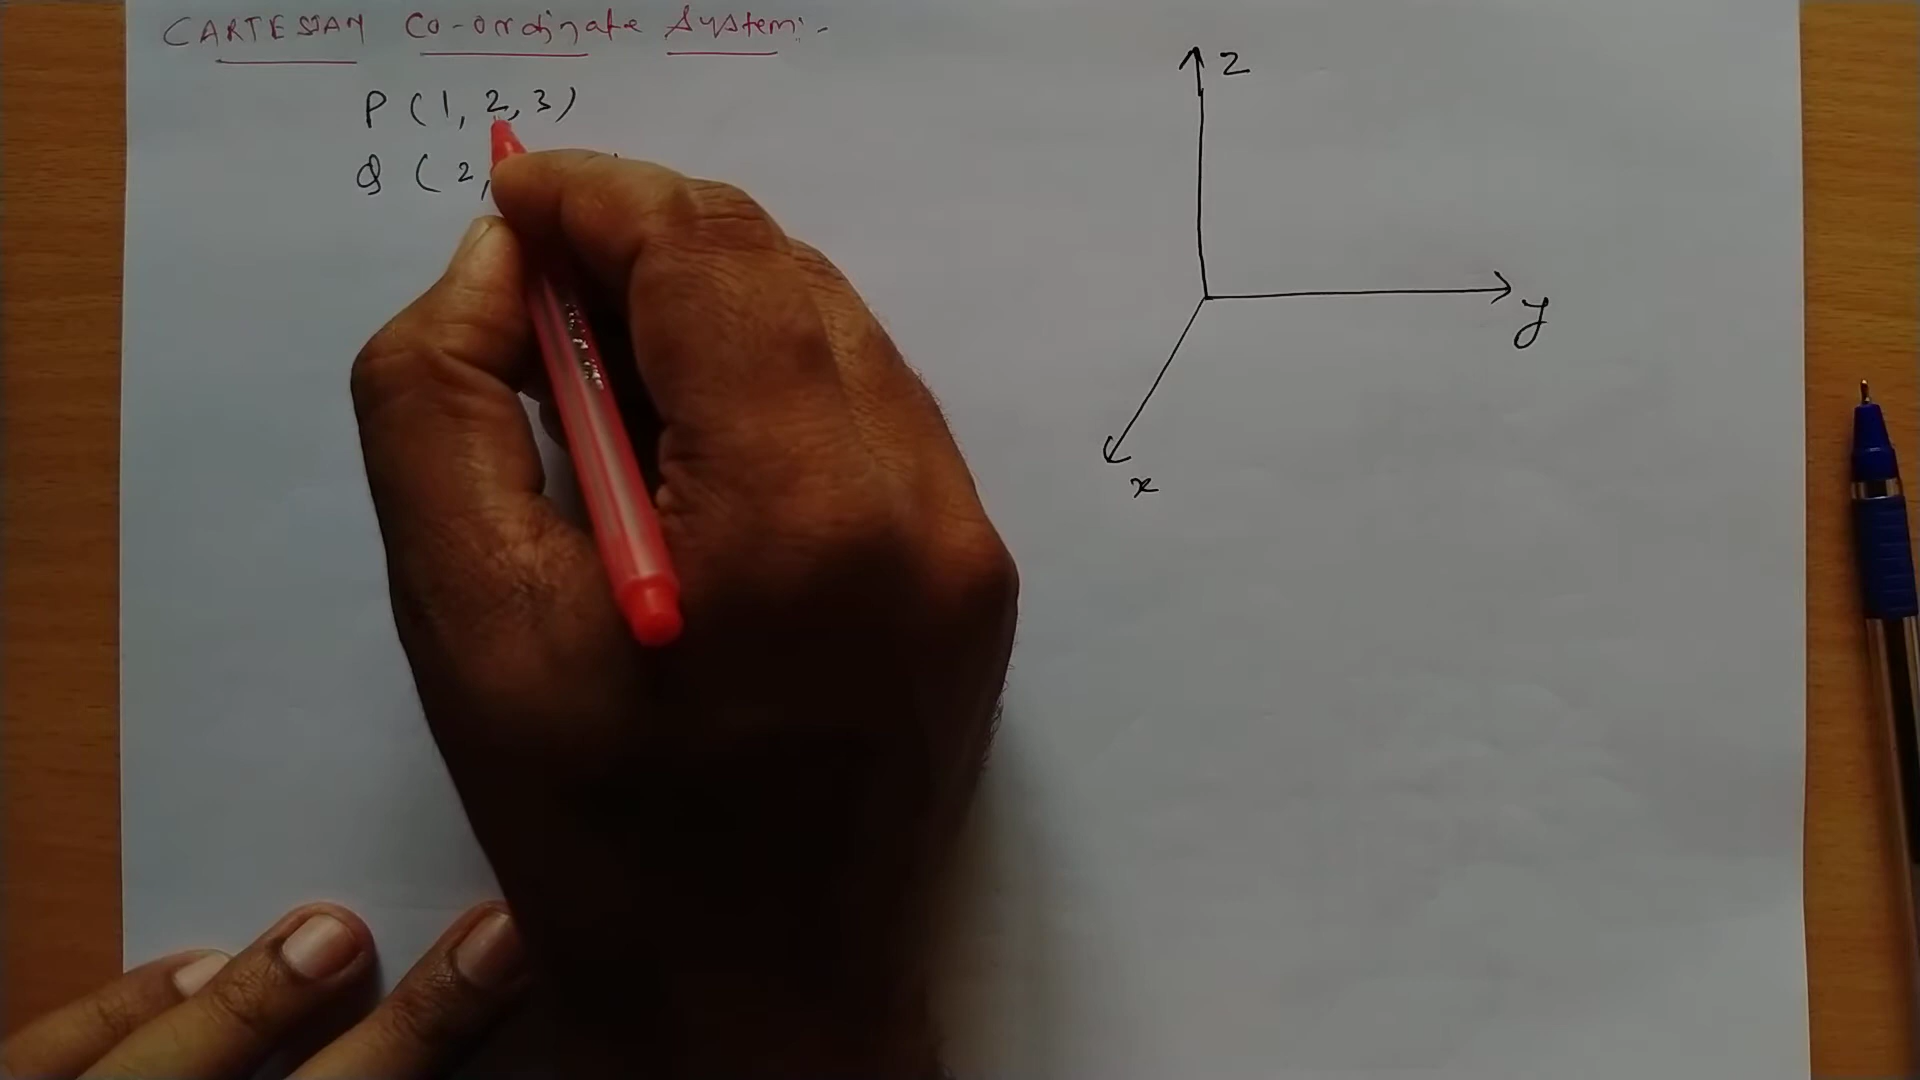 CARTESIAN Co-ordinate System:-
P (1, 2, 3)
Q ( 2,
z
y
x